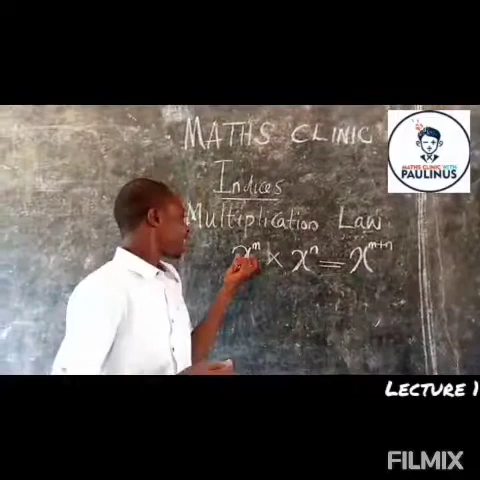 MATHS CLINIC
Indices
Multiplication Law
x^m × x^n = x^{m+n}
MATHS CLINIC WITH
PAULINUS
LECTURE 1
FILMIX